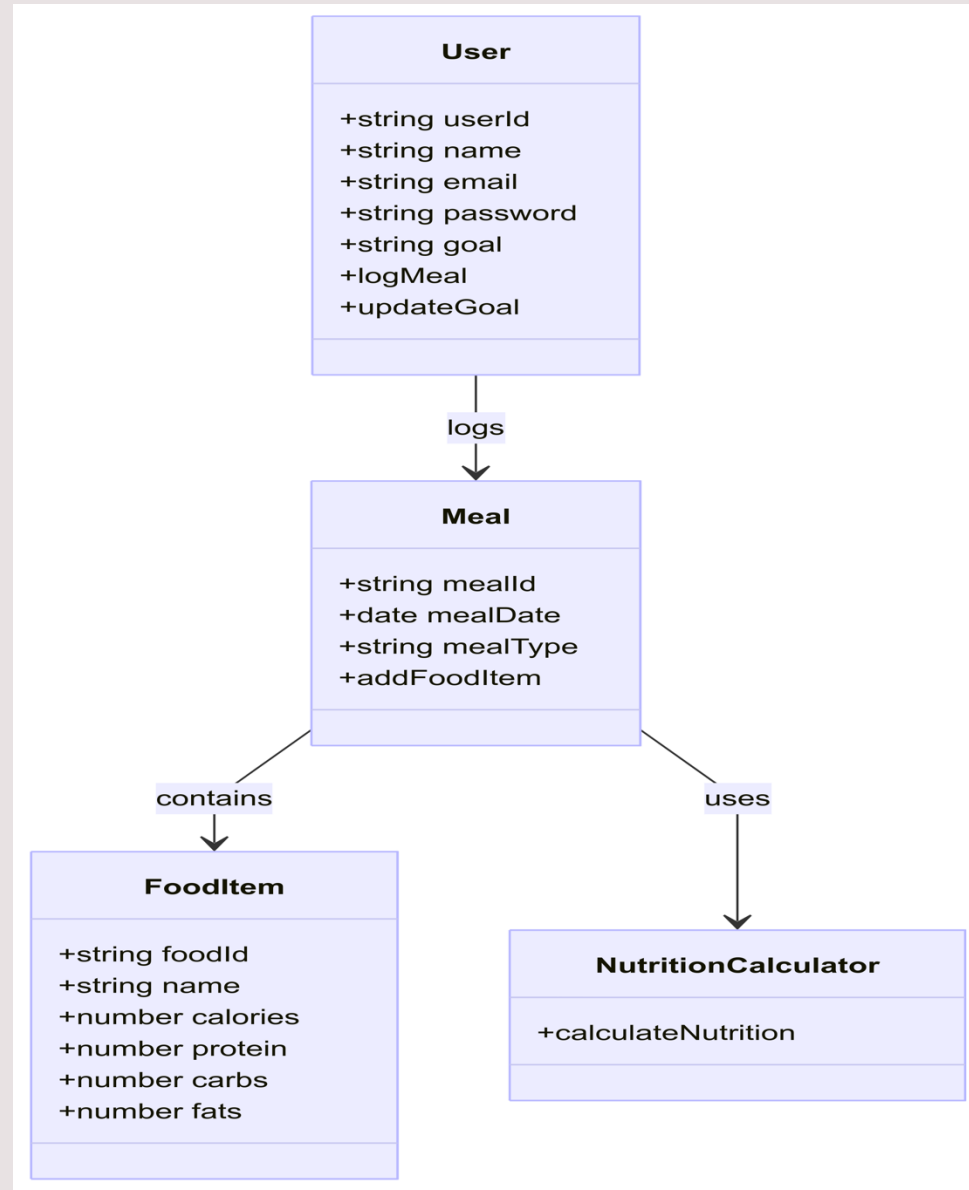 User
+string userId
+string name
+string email
+string password
+string goal
+logMeal
+updateGoal
logs
Meal
+string mealId
+date mealDate
+string mealType
+addFoodItem
contains
uses
FoodItem
+string foodId
+string name
+number calories
+number protein
+number carbs
+number fats
NutritionCalculator
+calculateNutrition